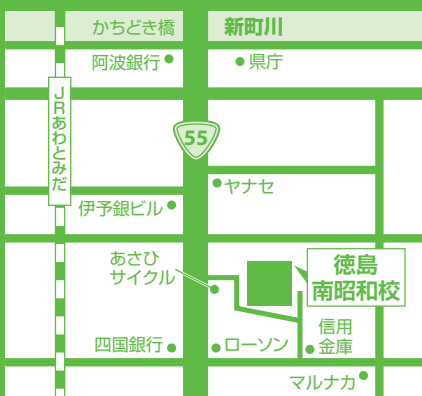 かちどき橋
新町川
阿波銀行
県庁
JRあわとみだ
55
ヤナセ
伊予銀ビル
あさひ
サイクル
徳島
南昭和校
四国銀行
ローソン
信用
金庫
マルナカ